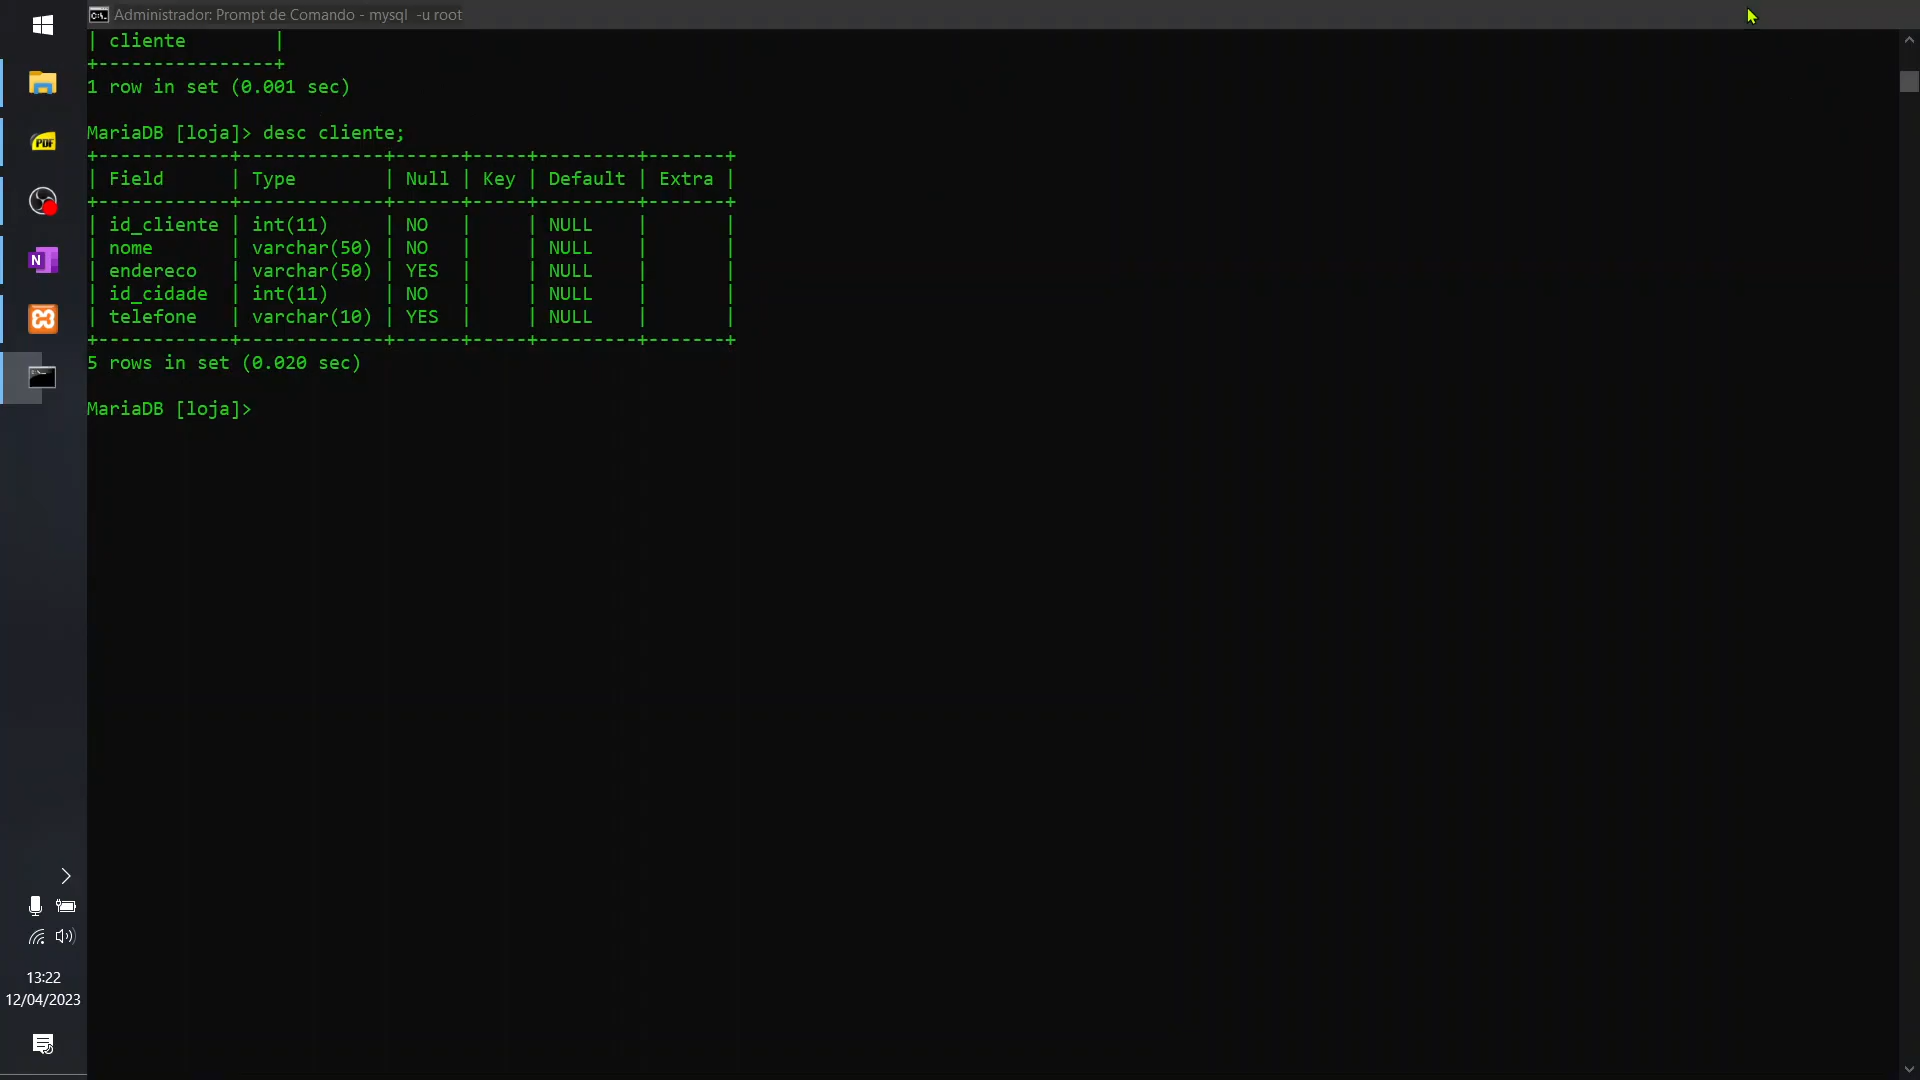 Administrador: Prompt de Comando - mysql  -u root
| cliente        |
+----------------+
1 row in set (0.001 sec)
MariaDB [loja]> desc cliente;
+------------+-------------+------+-----+---------+-------+
| Field      | Type        | Null | Key | Default | Extra |
+------------+-------------+------+-----+---------+-------+
| id_cliente | int(11)     | NO   |     | NULL    |       |
| nome       | varchar(50) | NO   |     | NULL    |       |
| endereco   | varchar(50) | YES  |     | NULL    |       |
| id_cidade  | int(11)     | NO   |     | NULL    |       |
| telefone   | varchar(10) | YES  |     | NULL    |       |
+------------+-------------+------+-----+---------+-------+
5 rows in set (0.020 sec)
MariaDB [loja]>
PDF
N
13:22
12/04/2023